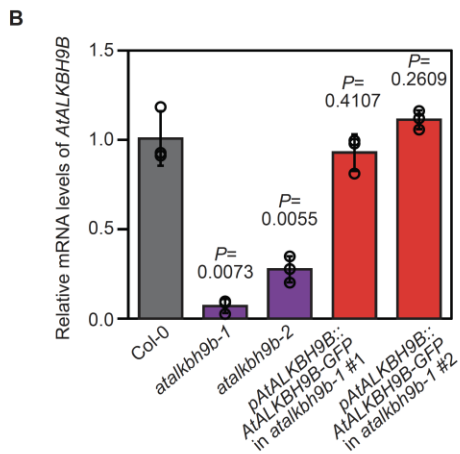 B
Relative mRNA levels of AtALKBH9B
1.5
1.0
0.5
0.0
P=
0.0073
P=
0.0055
P=
0.4107
P=
0.2609
Col-0
atalkbh9b-1
atalkbh9b-2
pAtALKBH9B::
AtALKBH9B-GFP
in atalkbh9b-1 #1
pAtALKBH9B::
AtALKBH9B-GFP
in atalkbh9b-1 #2